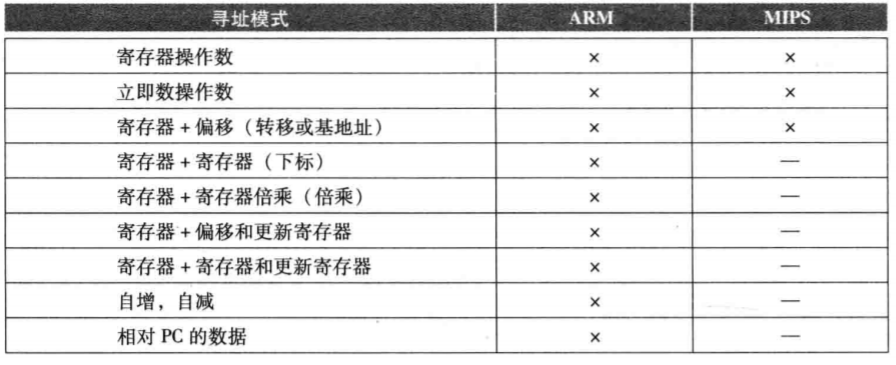 寻址模式 ARM MIPS
寄存器操作数 × ×
立即数操作数 × ×
寄存器 + 偏移（转移或基地址） × ×
寄存器 + 寄存器（下标） × —
寄存器 + 寄存器倍乘（倍乘） × —
寄存器 + 偏移和更新寄存器 × —
寄存器 + 寄存器和更新寄存器 × —
自增，自减 × —
相对 PC 的数据 × —